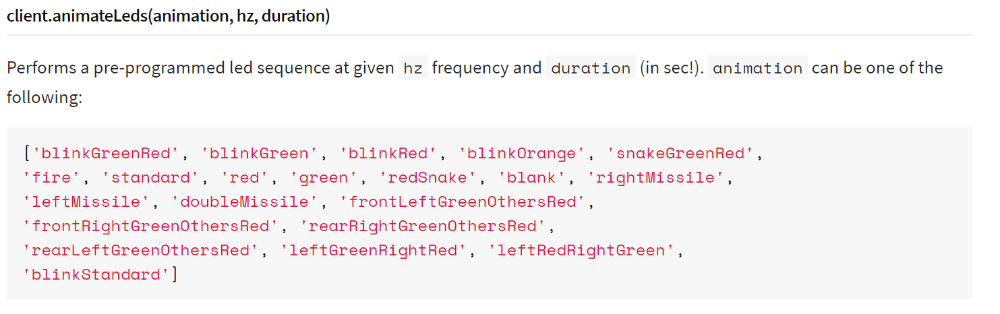 client.animateLeds(animation, hz, duration)
Performs a pre-programmed led sequence at given hz frequency and duration (in sec!). animation can be one of the
following:
['blinkGreenRed', 'blinkGreen', 'blinkRed', 'blinkOrange', 'snakeGreenRed',
'fire', 'standard', 'red', 'green', 'redSnake', 'blank', 'rightMissile',
'leftMissile', 'doubleMissile', 'frontLeftGreenOthersRed',
'frontRightGreenOthersRed', 'rearRightGreenOthersRed',
'rearLeftGreenOthersRed', 'leftGreenRightRed', 'leftRedRightGreen',
'blinkStandard']